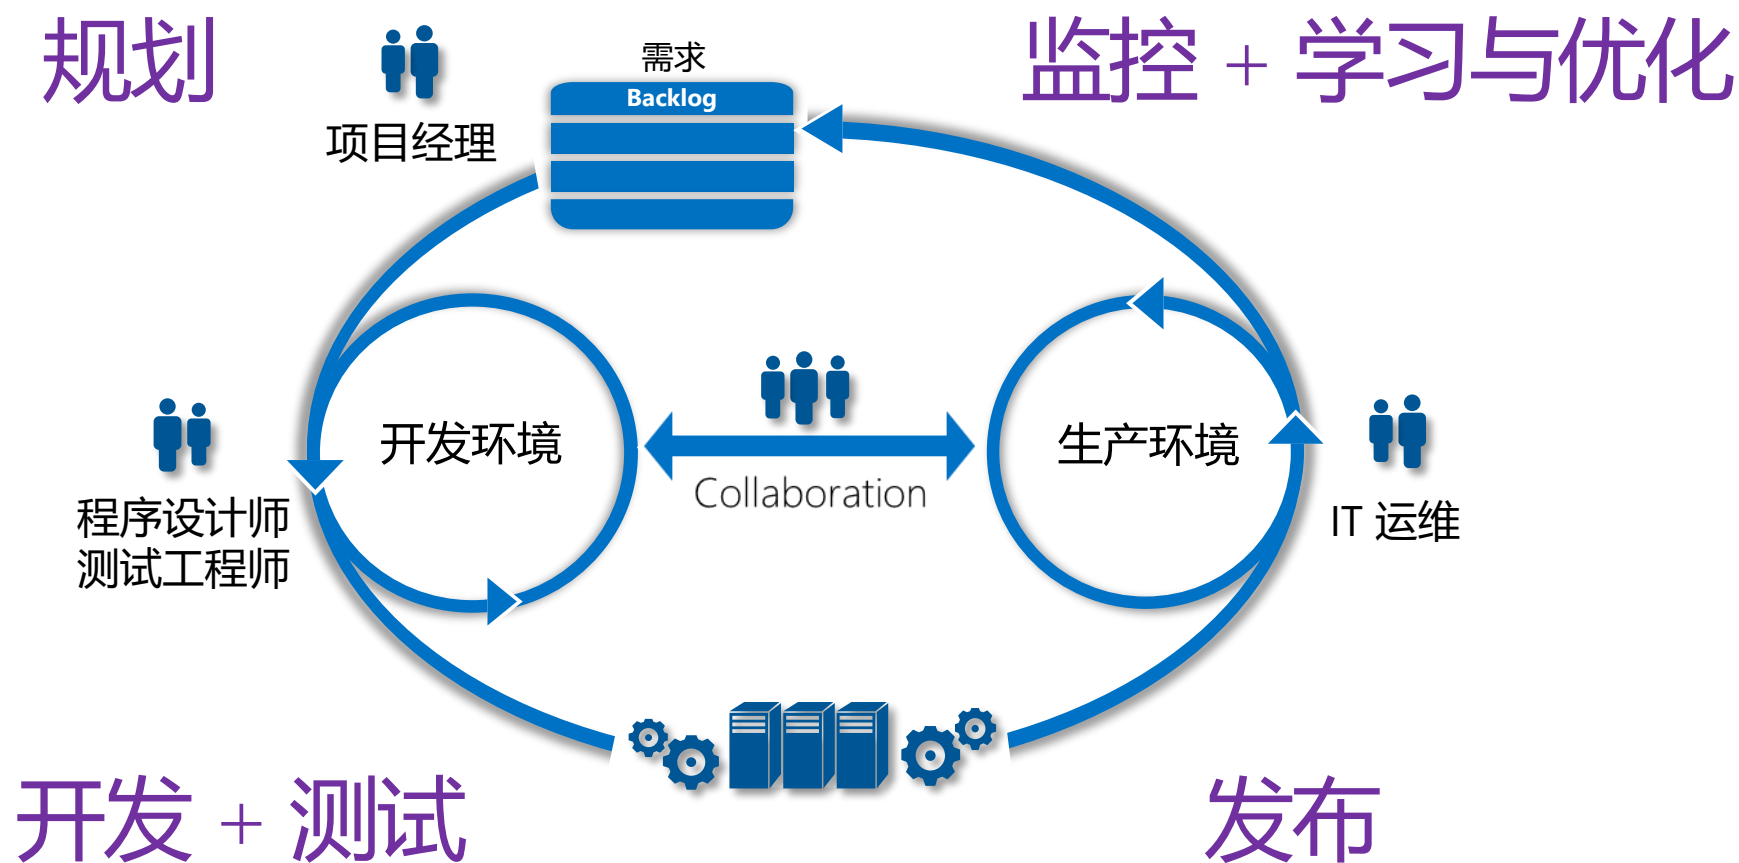 规划
监控 + 学习与优化
需求
Backlog
项目经理
开发环境
生产环境
Collaboration
程序设计师
测试工程师
IT 运维
开发 + 测试
发布